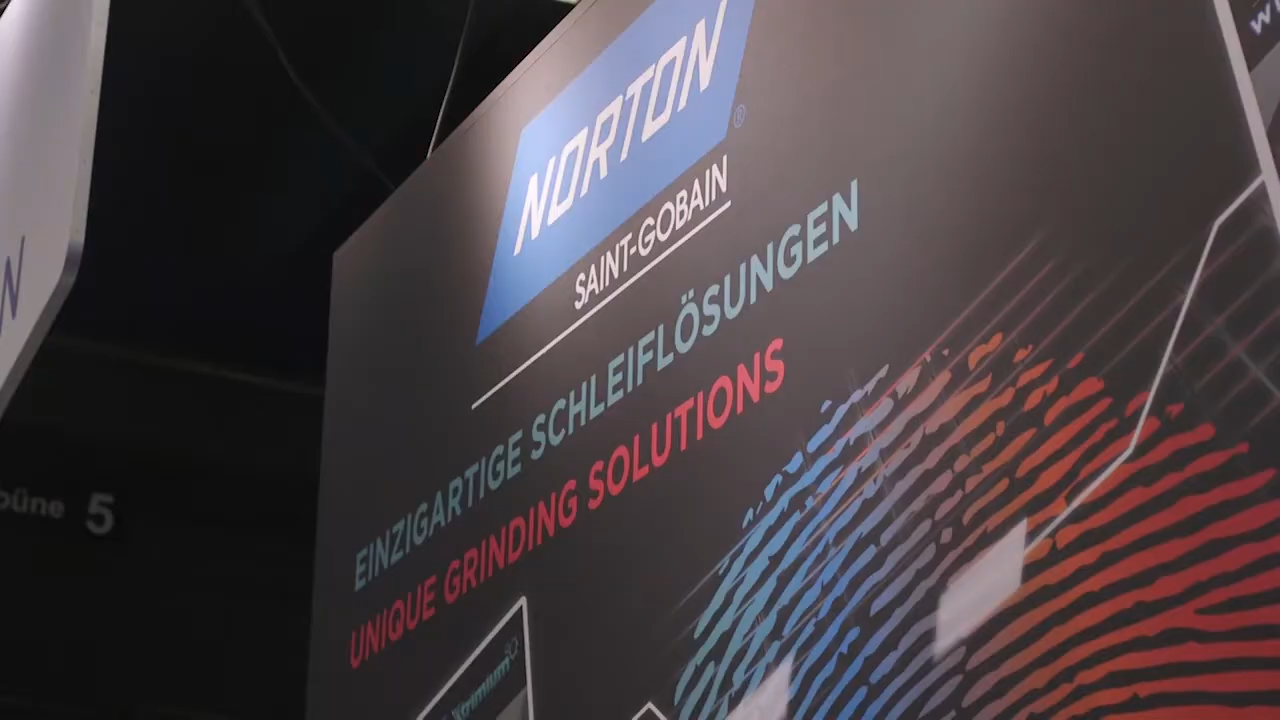 NORTON
®
SAINT-GOBAIN
EINZIGARTIGE SCHLEIFLÖSUNGEN
UNIQUE GRINDING SOLUTIONS
5